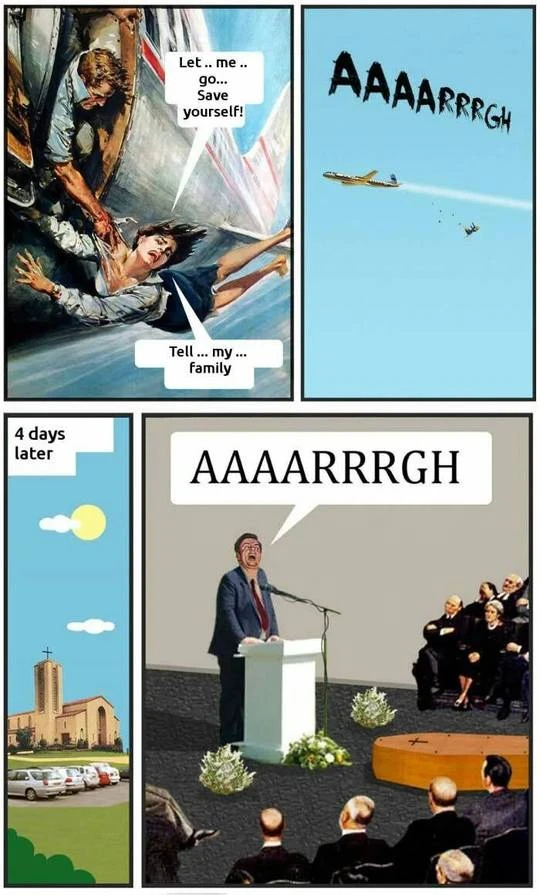 Let .. me ..
go...
Save
yourself!
Tell ... my ...
family
AAAARRRGH
4 days
later
AAAARRRGH